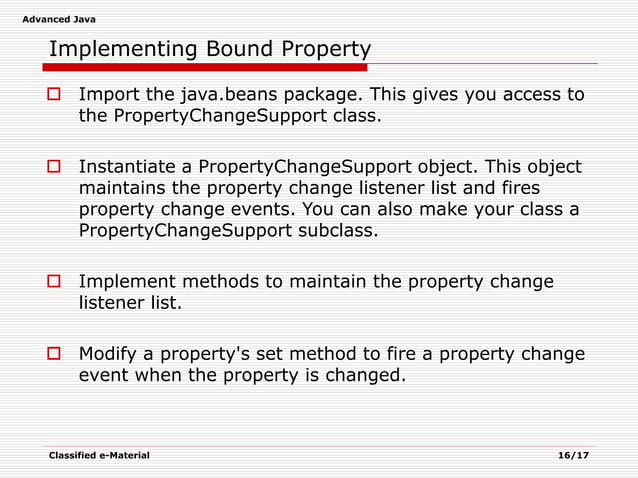 Advanced Java
Implementing Bound Property
Import the java.beans package. This gives you access to
the PropertyChangeSupport class.
Instantiate a PropertyChangeSupport object. This object
maintains the property change listener list and fires
property change events. You can also make your class a
PropertyChangeSupport subclass.
Implement methods to maintain the property change
listener list.
Modify a property's set method to fire a property change
event when the property is changed.
Classified e-Material
16/17